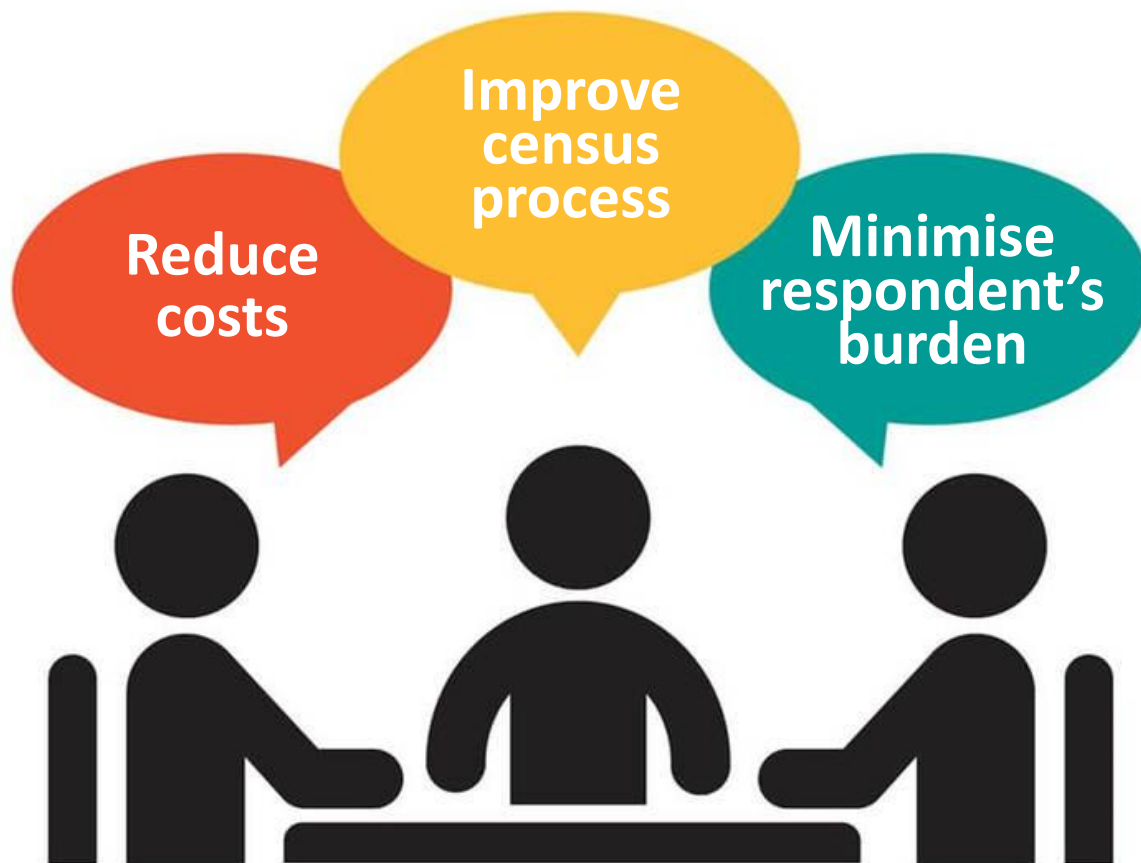 Reduce
costs
Improve
census
process
Minimise
respondent’s
burden